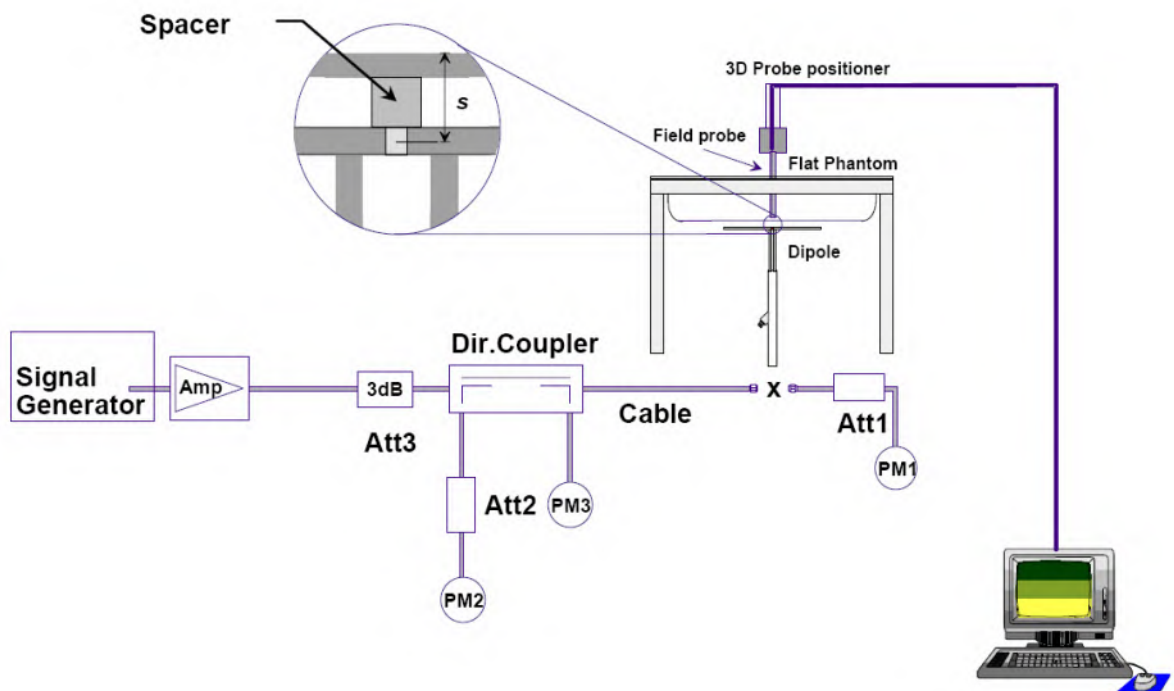 Spacer
s
3D Probe positioner
Field probe
Flat Phantom
Dipole
Signal
Generator
Amp
3dB
Att3
Dir.Coupler
Cable
x
Att1
PM1
Att2
PM3
PM2